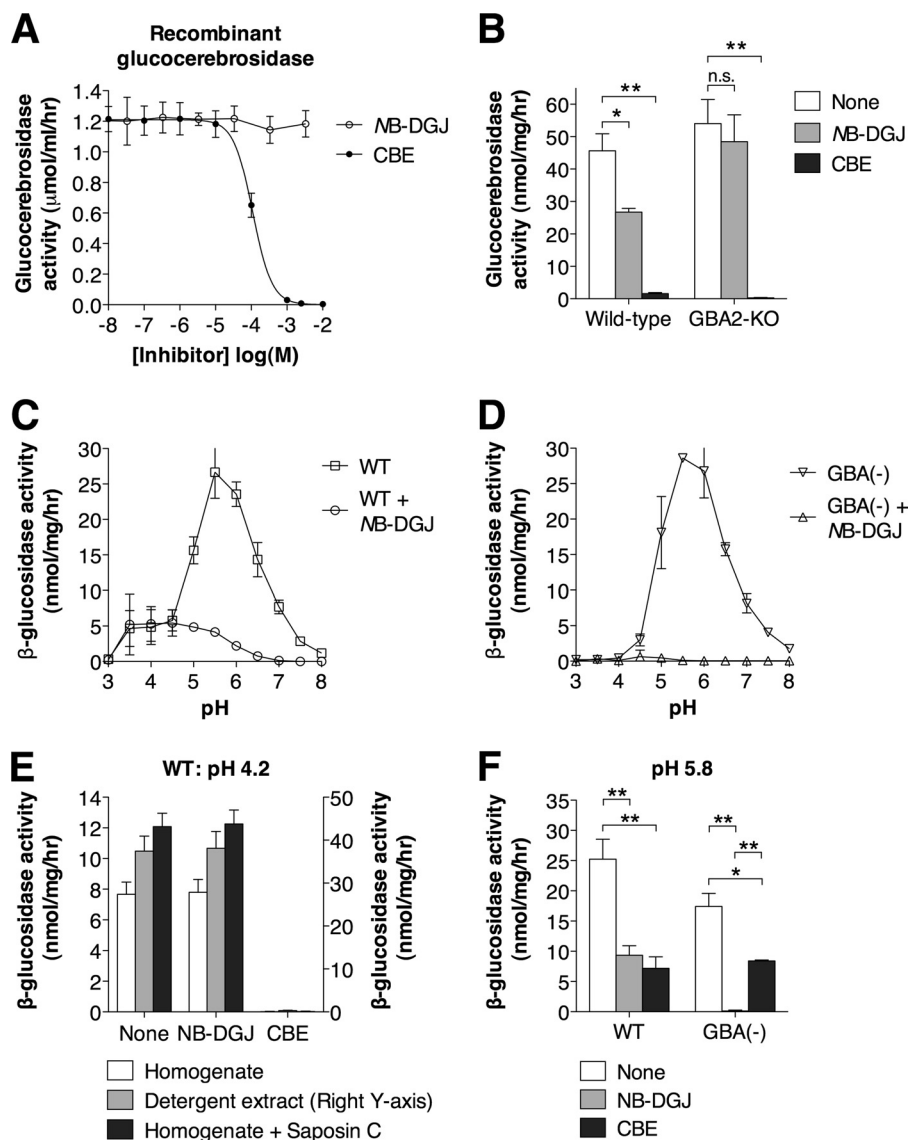 A
Recombinant
glucocerebrosidase
Glucocerebrosidase
activity (μmol/ml/hr)
1.4
1.2
1.0
0.8
0.6
0.4
0.2
0.0
-8 -7 -6 -5 -4 -3 -2
[Inhibitor] log(M)
NB-DGJ
CBE
B
Glucocerebrosidase
activity (nmol/mg/hr)
60
50
40
30
20
10
0
**
*
**
n.s.
Wild-type GBA2-KO
None
NB-DGJ
CBE
C
β-glucosidase activity
(nmol/mg/hr)
30
25
20
15
10
5
0
3 4 5 6 7 8
pH
WT
WT +
NB-DGJ
D
β-glucosidase activity
(nmol/mg/hr)
30
25
20
15
10
5
0
3 4 5 6 7 8
pH
GBA(-)
GBA(-) +
NB-DGJ
E
WT: pH 4.2
β-glucosidase activity
(nmol/mg/hr)
14
12
10
8
6
4
2
0
50
40
30
20
10
0
β-glucosidase activity
(nmol/mg/hr)
None NB-DGJ CBE
Homogenate
Detergent extract (Right Y-axis)
Homogenate + Saposin C
F
pH 5.8
β-glucosidase activity
(nmol/mg/hr)
35
30
25
20
15
10
5
0
**
**
**
**
*
WT GBA(-)
None
NB-DGJ
CBE